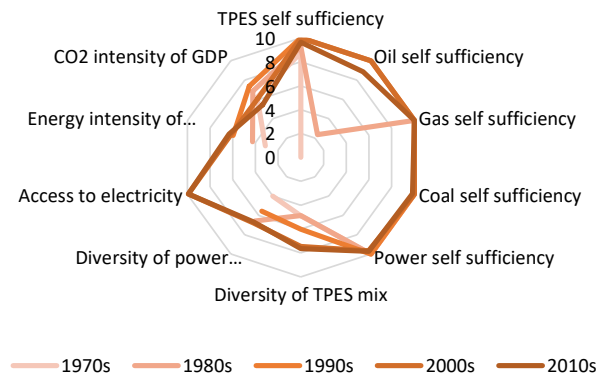 TPES self sufficiency
10
CO2 intensity of GDP
Oil self sufficiency
8
6
Energy intensity of...
4
Gas self sufficiency
2
0
Access to electricity
Coal self sufficiency
Diversity of power...
Power self sufficiency
Diversity of TPES mix
1970s 1980s 1990s 2000s 2010s